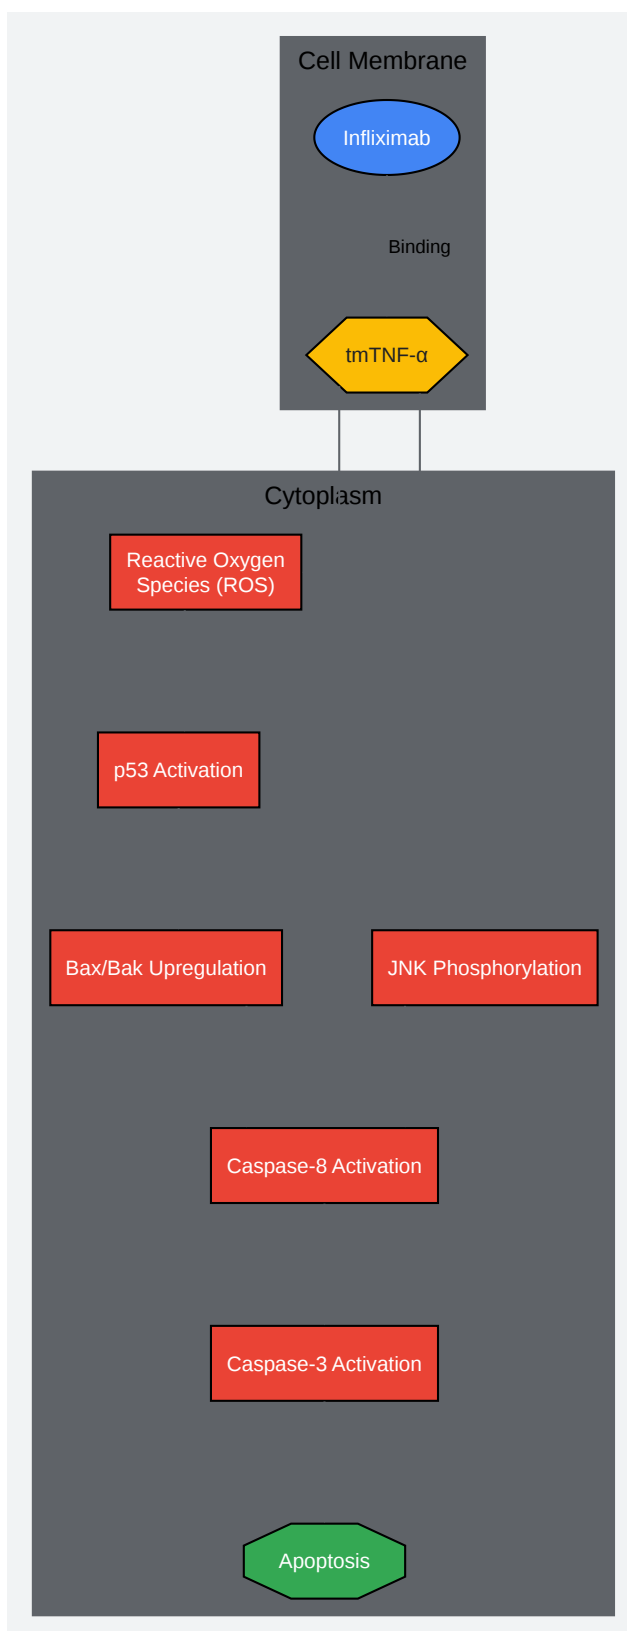 Cell Membrane
Infliximab
Binding
tmTNF-α
Cytoplasm
Reactive Oxygen
Species (ROS)
p53 Activation
Bax/Bak Upregulation
JNK Phosphorylation
Caspase-8 Activation
Caspase-3 Activation
Apoptosis